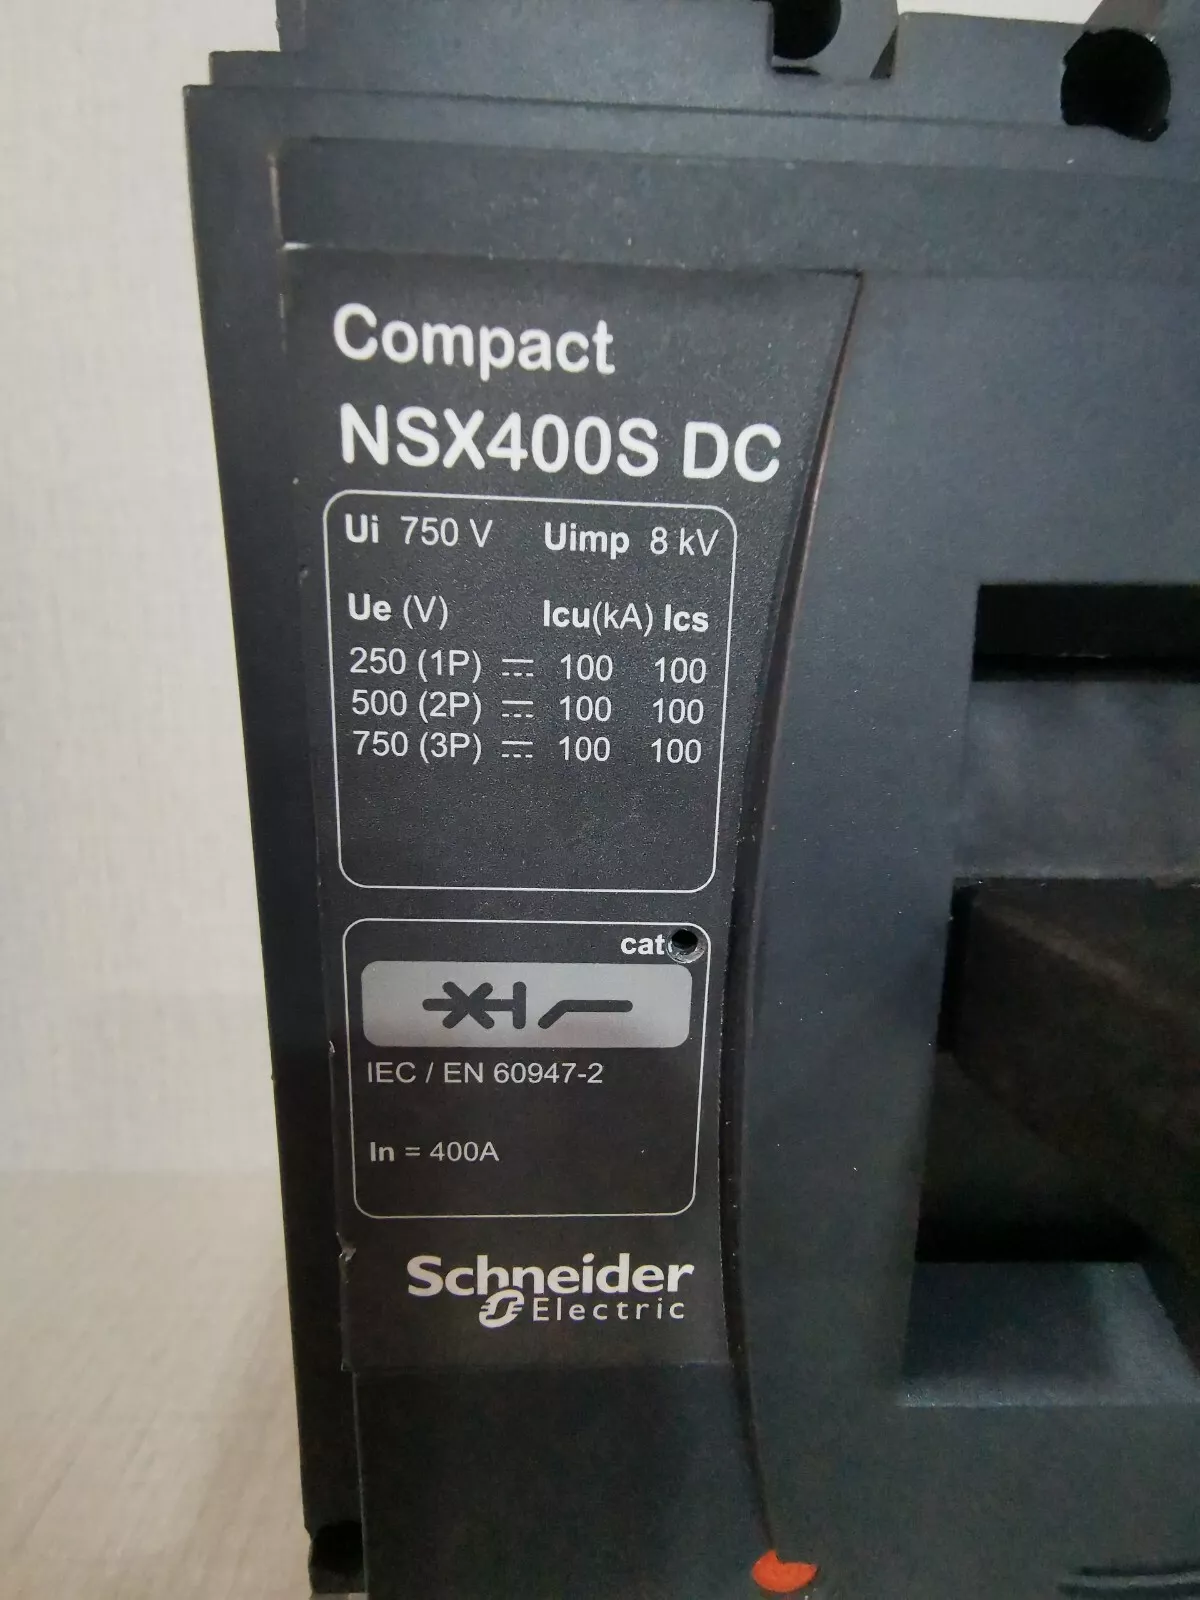 Compact
NSX400S DC
Ui 750 V Uimp 8 kV
Ue (V) Icu(kA) Ics
250 (1P) ⎓ 100 100
500 (2P) ⎓ 100 100
750 (3P) ⎓ 100 100
cat
IEC / EN 60947-2
In = 400A
Schneider
Electric